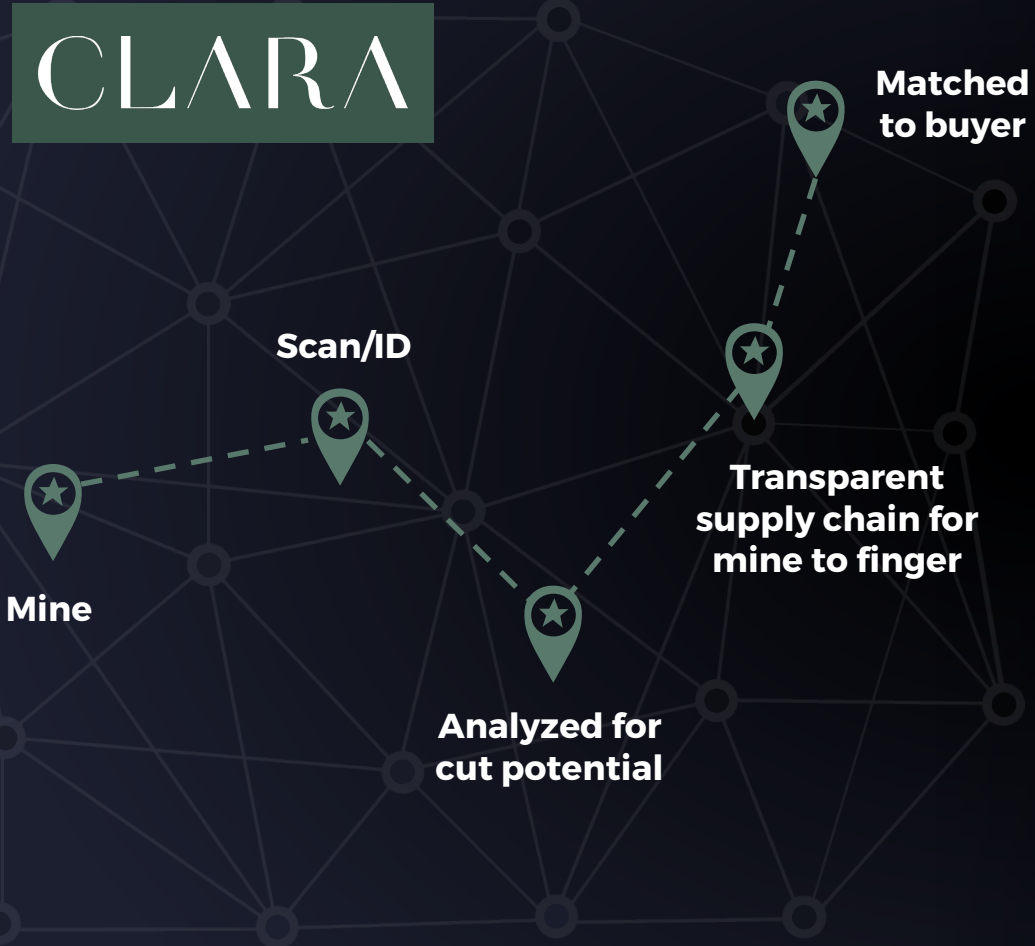 CLARA
Matched
to buyer
Scan/ID
Transparent
supply chain for
mine to finger
Mine
Analyzed for
cut potential